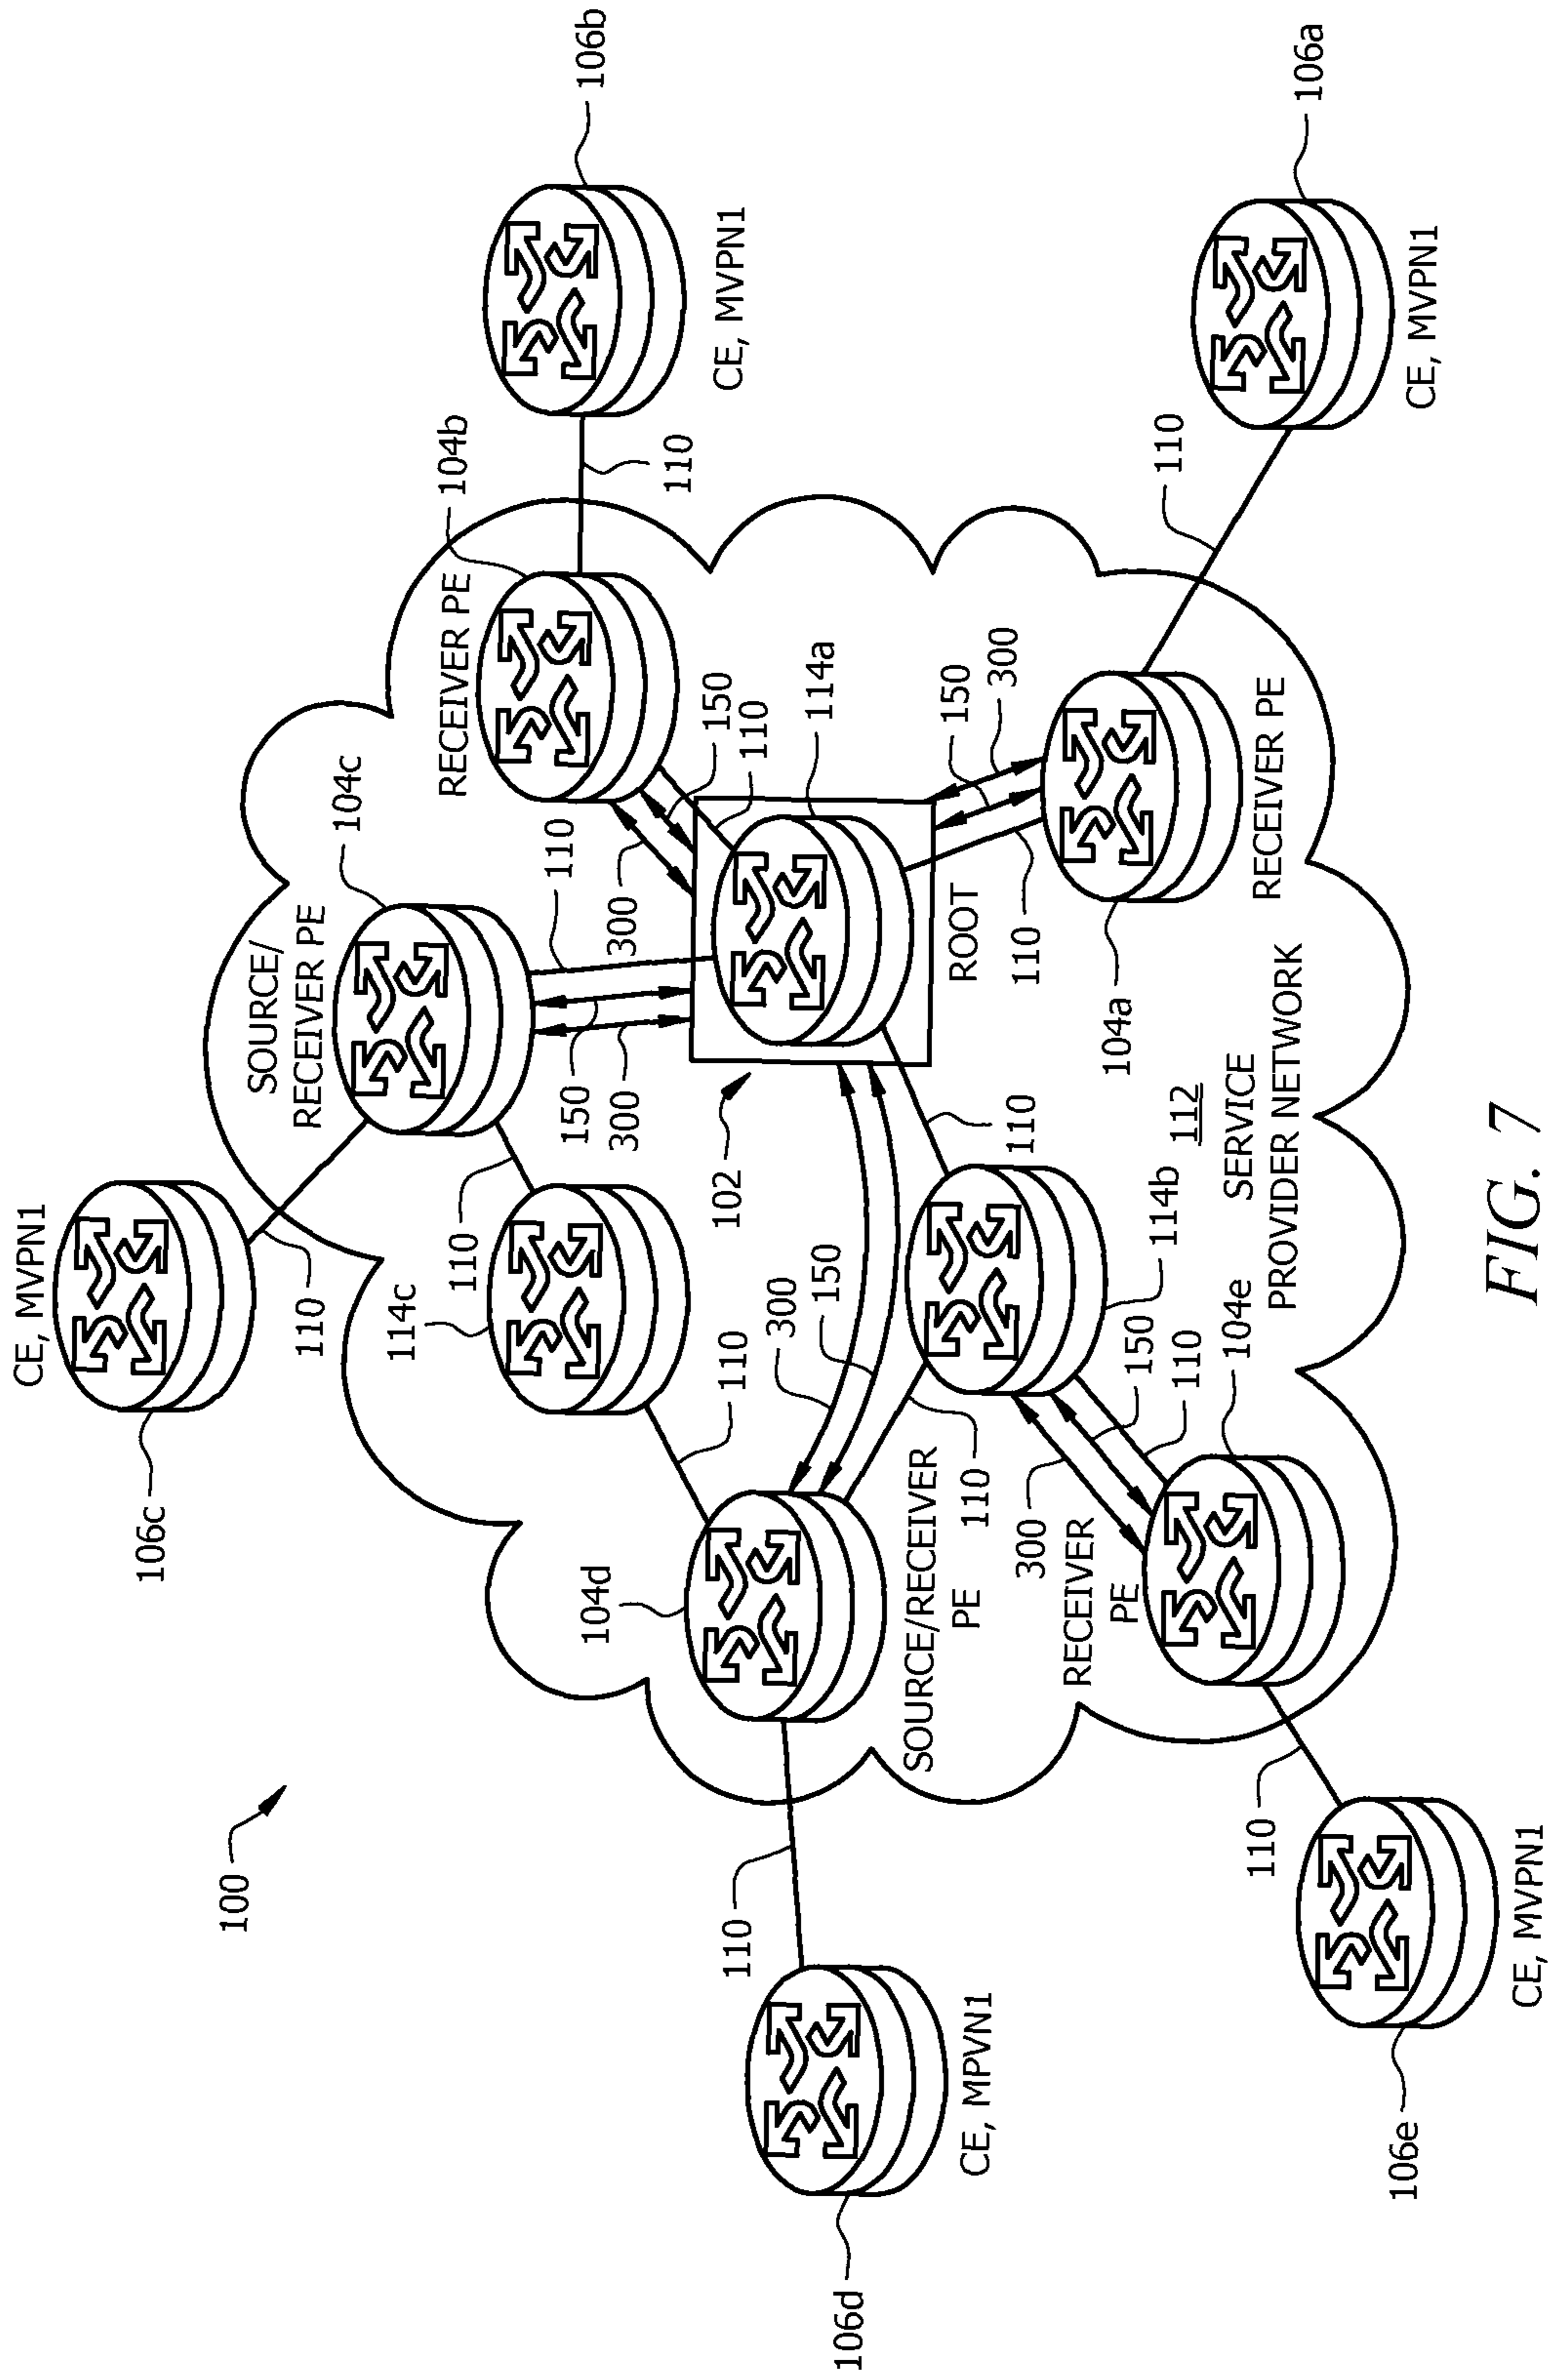 100
106c
CE, MVPN1
110
SOURCE/
RECEIVER PE
104c
114c
110
RECEIVER PE
104b
106b
104d
110
150
300
110
300
110
110
CE, MVPN1
110
102
150
110
114a
106d
CE, MPVN1
SOURCE/RECEIVER
PE
110
300
150
ROOT
150
300
110
110
110
CE, MVPN1
106a
RECEIVER
PE
300
150
110
114b
104a
RECEIVER PE
104e
112
SERVICE
PROVIDER NETWORK
110
106e
CE, MVPN1
FIG. 7